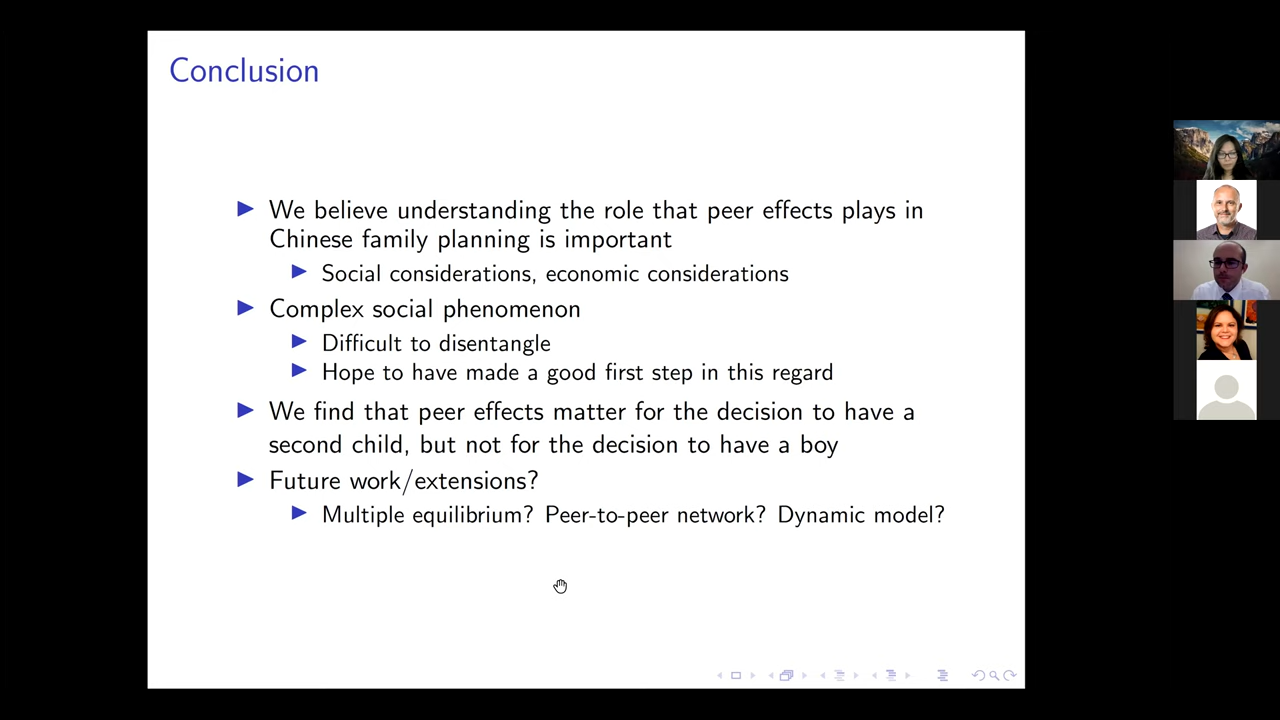 Conclusion
We believe understanding the role that peer effects plays in
Chinese family planning is important
Social considerations, economic considerations
Complex social phenomenon
Difficult to disentangle
Hope to have made a good first step in this regard
We find that peer effects matter for the decision to have a
second child, but not for the decision to have a boy
Future work/extensions?
Multiple equilibrium? Peer-to-peer network? Dynamic model?